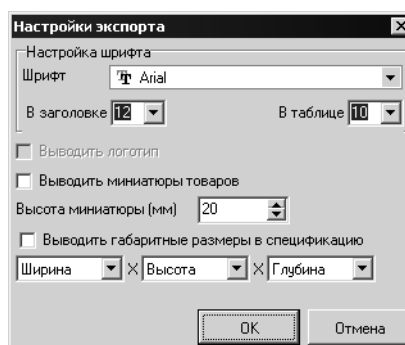 Настройки экспорта
Настройка шрифта
Шрифт Arial
В заголовке 12 В таблице 10
Выводить логотип
Выводить миниатюры товаров
Высота миниатюры (мм) 20
Выводить габаритные размеры в спецификацию
Ширина X Высота X Глубина
OK Отмена